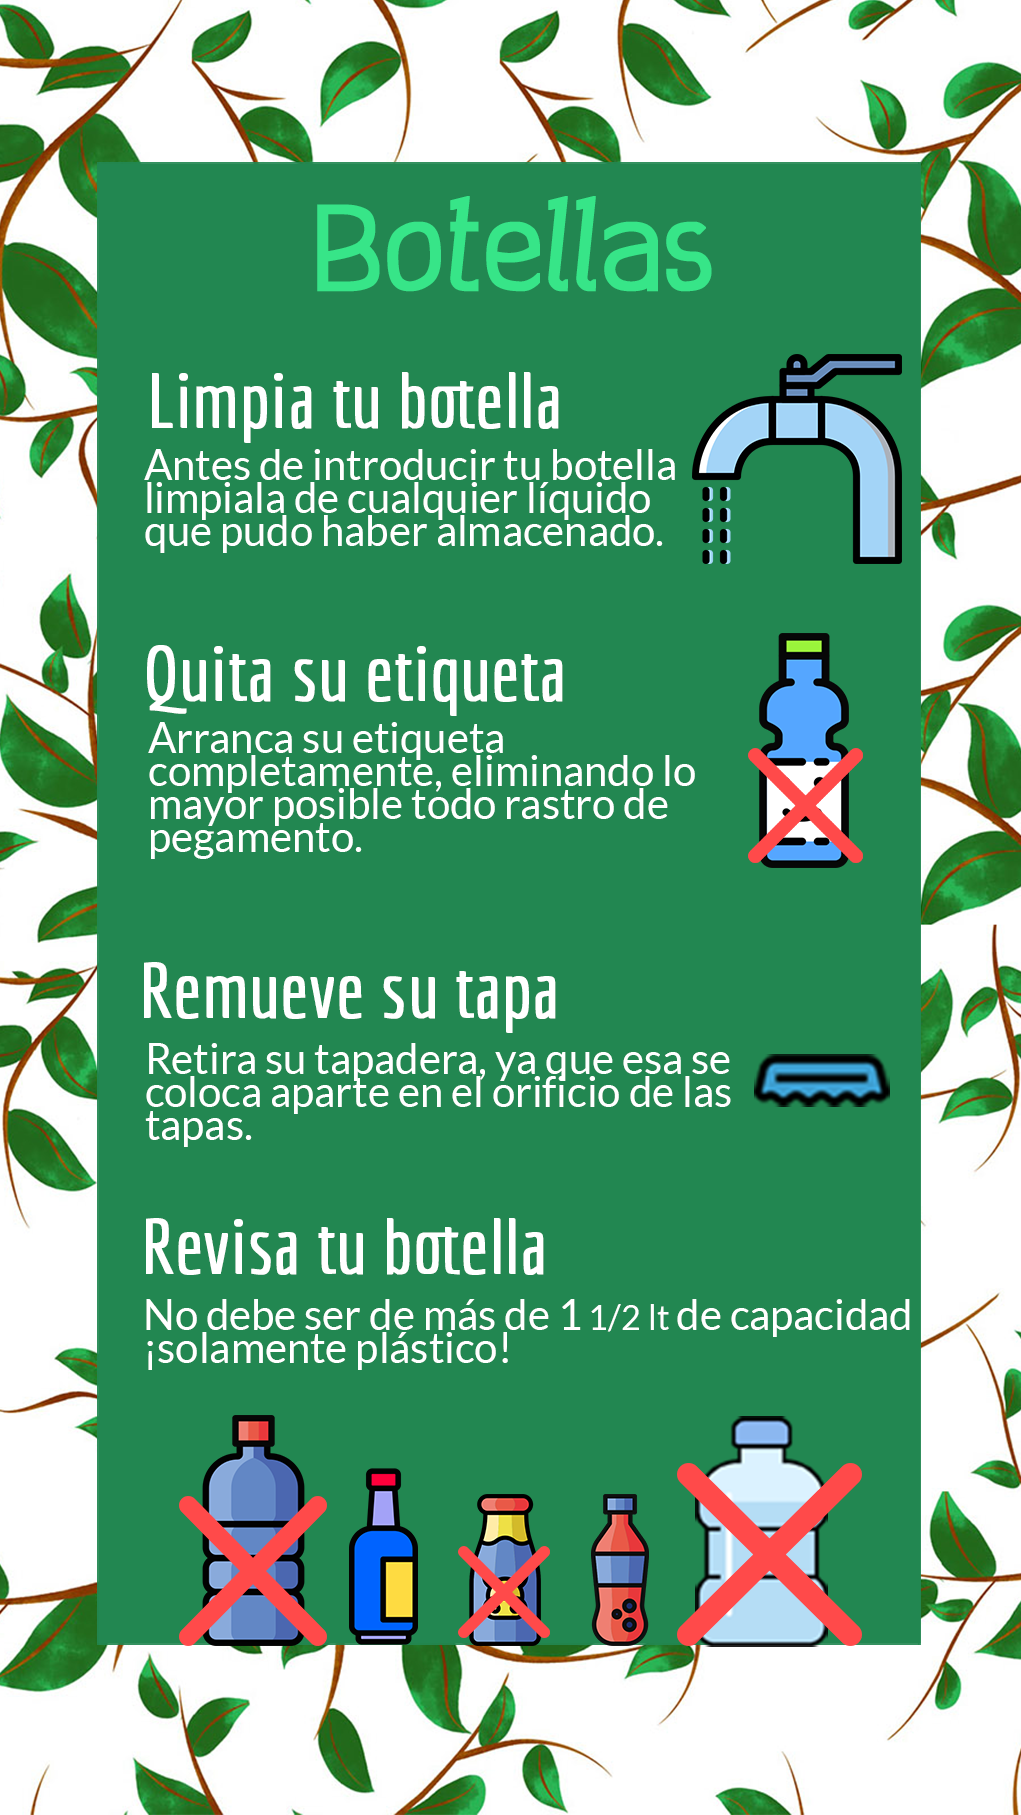 Botellas
Limpia tu botella
Antes de introducir tu botella
limpiala de cualquier líquido
que pudo haber almacenado.
Quita su etiqueta
Arranca su etiqueta
completamente, eliminando lo
mayor posible todo rastro de
pegamento.
Remueve su tapa
Retira su tapadera, ya que esa se
coloca aparte en el orificio de las
tapas.
Revisa tu botella
No debe ser de más de 1 1/2 lt de capacidad
¡solamente plástico!